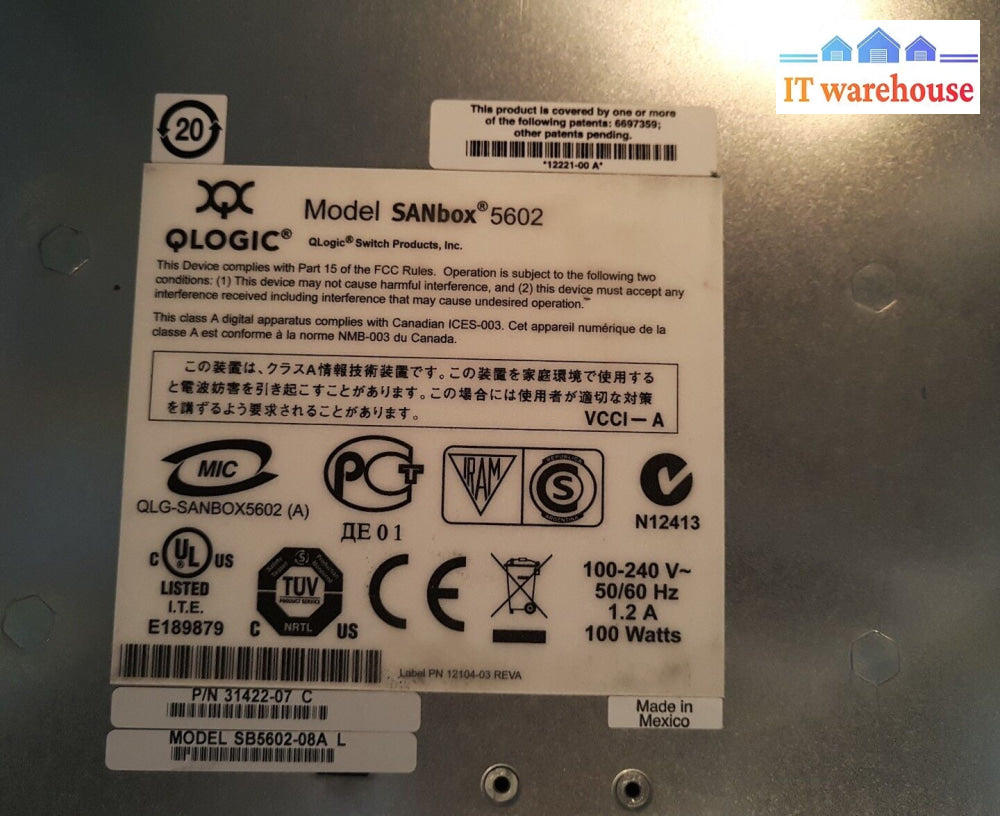 IT warehouse
20
This product is covered by one or more
of the following patents: 6697359;
other patents pending.
*12221-00 A*
QLOGIC®
Model SANbox® 5602
QLogic® Switch Products, Inc.
This Device complies with Part 15 of the FCC Rules. Operation is subject to the following two
conditions: (1) This device may not cause harmful interference, and (2) this device must accept any
interference received including interference that may cause undesired operation.
This class A digital apparatus complies with Canadian ICES-003. Cet appareil numérique de la
classe A est conforme à la norme NMB-003 du Canada.
この装置は、クラスA情報技術装置です。この装置を家庭環境で使用する
と電波妨害を引き起こすことがあります。この場合には使用者が適切な対策
を講ずるよう要求されることがあります。
VCCI－A
MIC
QLG-SANBOX5602 (A)
РСТ
ДЕ 01
IRAM
REPUBLICA
S
ARGENTINA
N12413
C UL US
LISTED
I.T.E.
E189879
TÜV
PRODUCT SERVICE
NRTL
C US
CE
100-240 V~
50/60 Hz
1.2 A
100 Watts
Label PN 12104-03 REVA
P/N 31422-07 C
MODEL SB5602-08A L
Made in
Mexico